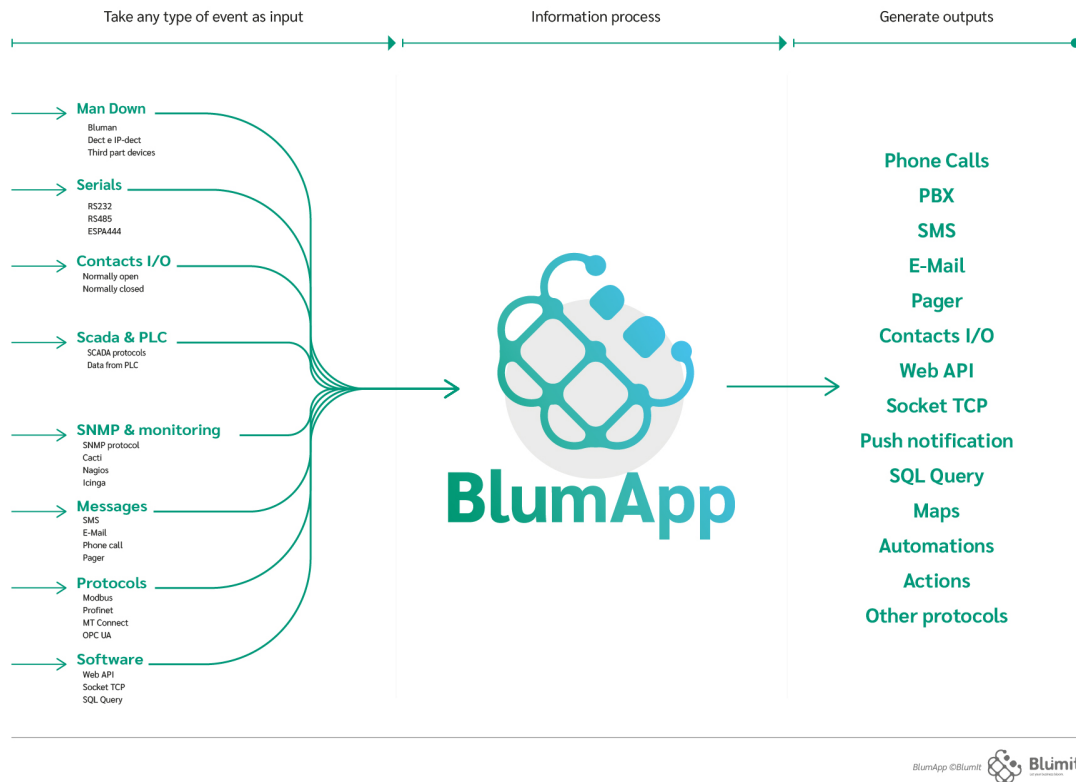 Take any type of event as input
Information process
Generate outputs
Man Down
Bluman
Dect e IP-dect
Third part devices
Serials
RS232
RS485
ESPA444
Contacts I/O
Normally open
Normally closed
Scada & PLC
SCADA protocols
Data from PLC
SNMP & monitoring
SNMP protocol
Cacti
Nagios
Icinga
Messages
SMS
E-Mail
Phone call
Pager
Protocols
Modbus
Profinet
MT Connect
OPC UA
Software
Web API
Socket TCP
SQL Query
BlumApp
Phone Calls
PBX
SMS
E-Mail
Pager
Contacts I/O
Web API
Socket TCP
Push notification
SQL Query
Maps
Automations
Actions
Other protocols
BlumApp ©BlumIt
Blumit